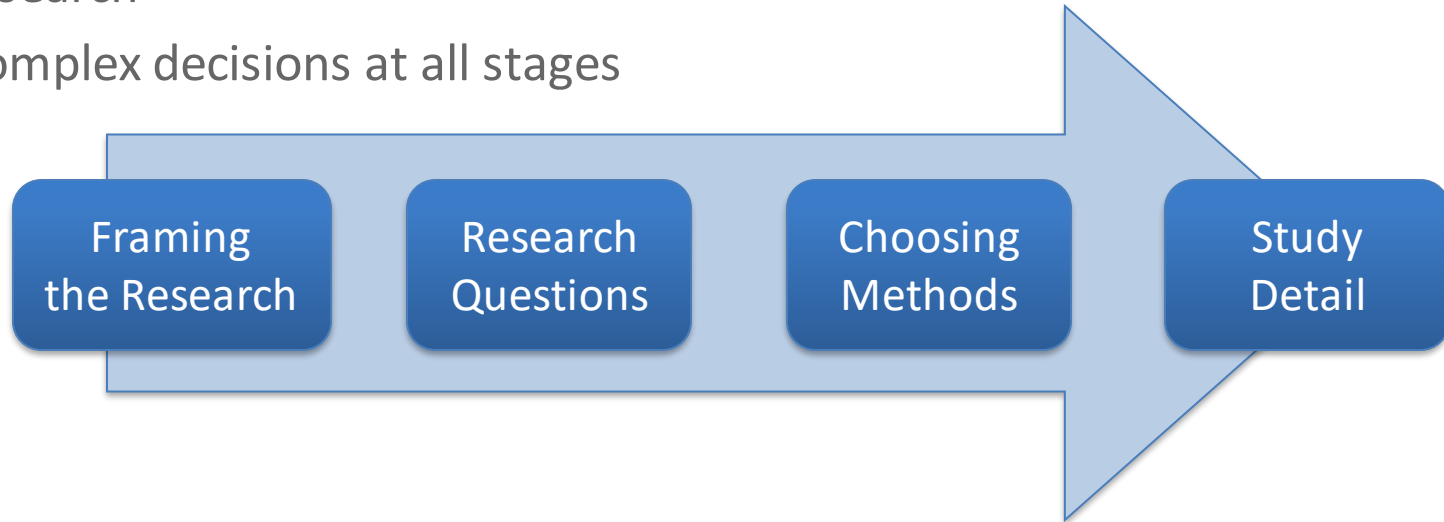 omplex decisions at all stages
Framing
the Research
Research
Questions
Choosing
Methods
Study
Detail